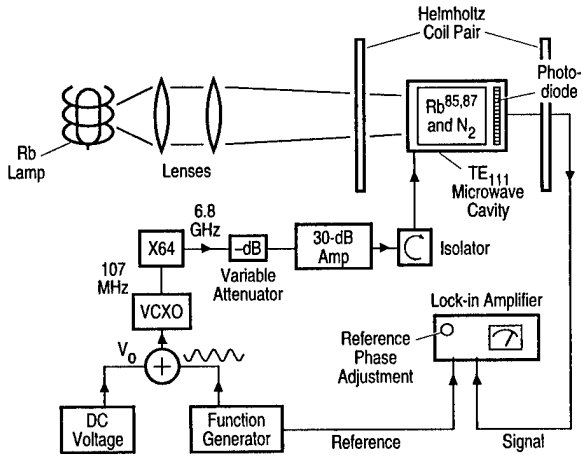 Helmholtz
Coil Pair
Photo-
diode
Rb85,87
and N2
Rb
Lamp
Lenses
TE111
Microwave
Cavity
6.8
GHz
X64
–dB
30-dB
Amp
Isolator
Variable
Attenuator
107
MHz
VCXO
Lock-in Amplifier
Reference
Phase
Adjustment
Vo
+
DC
Voltage
Function
Generator
Reference
Signal